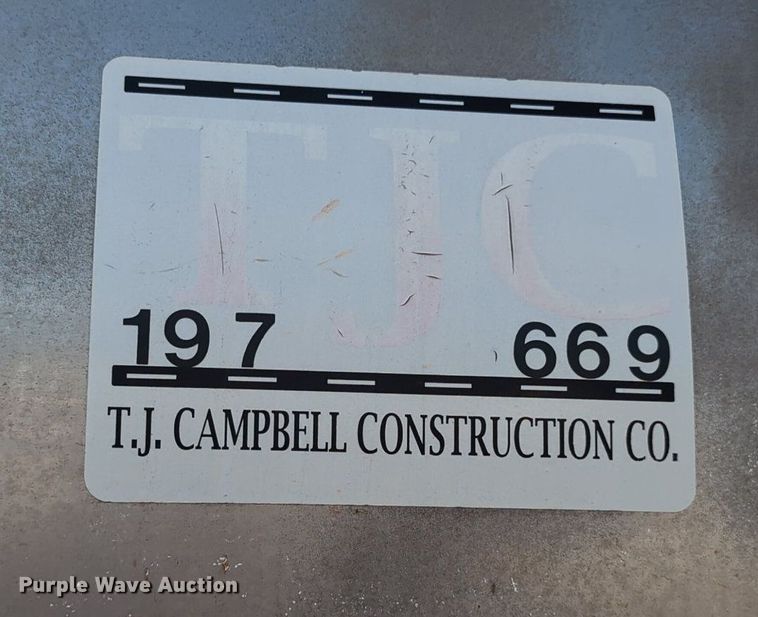 TJC
197 669
T.J. CAMPBELL CONSTRUCTION CO.
Purple Wave Auction